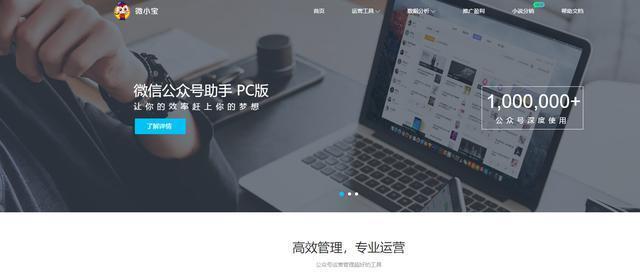 微小宝
首页 运营工具 数据分析 推广盈利 小说分销 帮助文档
微信公众号助手 PC版
让你的效率赶上你的梦想
了解详情
1,000,000+
公众号深度使用
高效管理，专业运营
公众号运营管理超好的工具